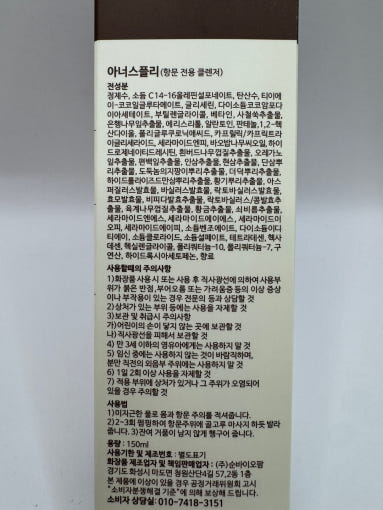 아너스풀리(항문 전용 클렌저)
전성분
정제수, 소듐 C14-16올레핀설포네이트, 탄산수, 티이에
이-코코일글루타메이트, 글리세린, 다이소듐코코암포다
이아세테이트, 부틸렌글라이콜, 베타인, 사철쑥추출물,
은행나무잎추출물, 에리스리톨, 알란토인, 판테놀,1,2-헥
산다이올, 폴리글루쿠로닉애씨드, 카프릴릭/카프릭트라
이글리세라이드, 세라마이드엔피, 바오밥나무씨오일, 하이
드로제네이티드레시틴, 흰버드나무껍질추출물, 오레가노
잎추출물, 편백잎추출물, 인삼추출물, 현삼추출물, 단삼뿌
리추출물, 도둑놈의지팡이뿌리추출물, 더덕뿌리추출물,
하이드롤라이즈드만삼뿌리추출물, 황기뿌리추출물, 아스
퍼질러스발효물, 바실러스발효물, 락토바실러스발효물,
효모발효물, 비피다발효추출물, 락토바실러스/콩발효추
출물, 육계나무껍질추출물, 황금추출물, 쇠비름추출물,
세라마이드엔에스, 세라마이드에이에스, 세라마이드이
오피, 세라마이드에이피, 소듐벤조에이트, 다이소듐이디
티에이, 소듐클로라이드, 소듐설페이트, 테트라데센, 헥사
데센, 헥실렌글라이콜, 폴리쿼터늄-10, 폴리쿼터늄-7, 구
연산, 하이드록시아세토페논, 향료
사용할때의 주의사항
1)화장품 사용 시 또는 사용 후 직사광선에 의하여 사용부
위가 붉은 반점, 부어오름 또는 가려움증 등의 이상 증상
이나 부작용이 있는 경우 전문의 등과 상담할 것
2) 상처가 있는 부위 등에는 사용을 자제할 것
3)보관 및 취급시 주의사항
가)어린이의 손이 닿지 않는 곳에 보관할 것
나)직사광선을 피해서 보관할 것
4) 만 3세 이하의 영유아에게는 사용하지 말 것
5) 임신 중에는 사용하지 않는 것이 바람직하며,
분만 직전의 외음부 주위에는 사용하지 말 것
6) 1일 2회 이상 사용을 자제할 것
7) 적용 부위에 상처가 있거나 그 주위가 오염되어
있을 경우 주의할 것
사용법
1)미지근한 물로 몸과 항문 주위를 적셔줍니다.
2)2~3회 펌핑하여 항문주위에 골고루 마사지 하듯 발라
줍니다. 3)잔여 거품이 남지 않게 헹구어 줍니다.
용량 : 150ml
사용기한 및 제조번호 : 별도표기
화장품 제조업자 및 책임판매업자 : (주)순바이오팜
경기도 화성시 마도면 청원산단4길 57,2동 1층
본 제품에 이상이 있을 경우 공정거래위원회 고시
"소비자분쟁해결 기준"에 의해 보상해 드립니다.
소비자 상담실: 010-7418-3151